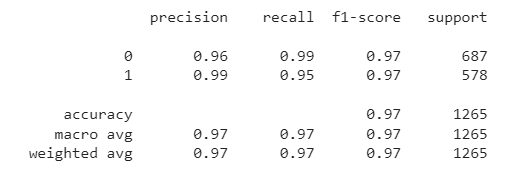 precision recall f1-score support
0 0.96 0.99 0.97 687
1 0.99 0.95 0.97 578
accuracy 0.97 1265
macro avg 0.97 0.97 0.97 1265
weighted avg 0.97 0.97 0.97 1265